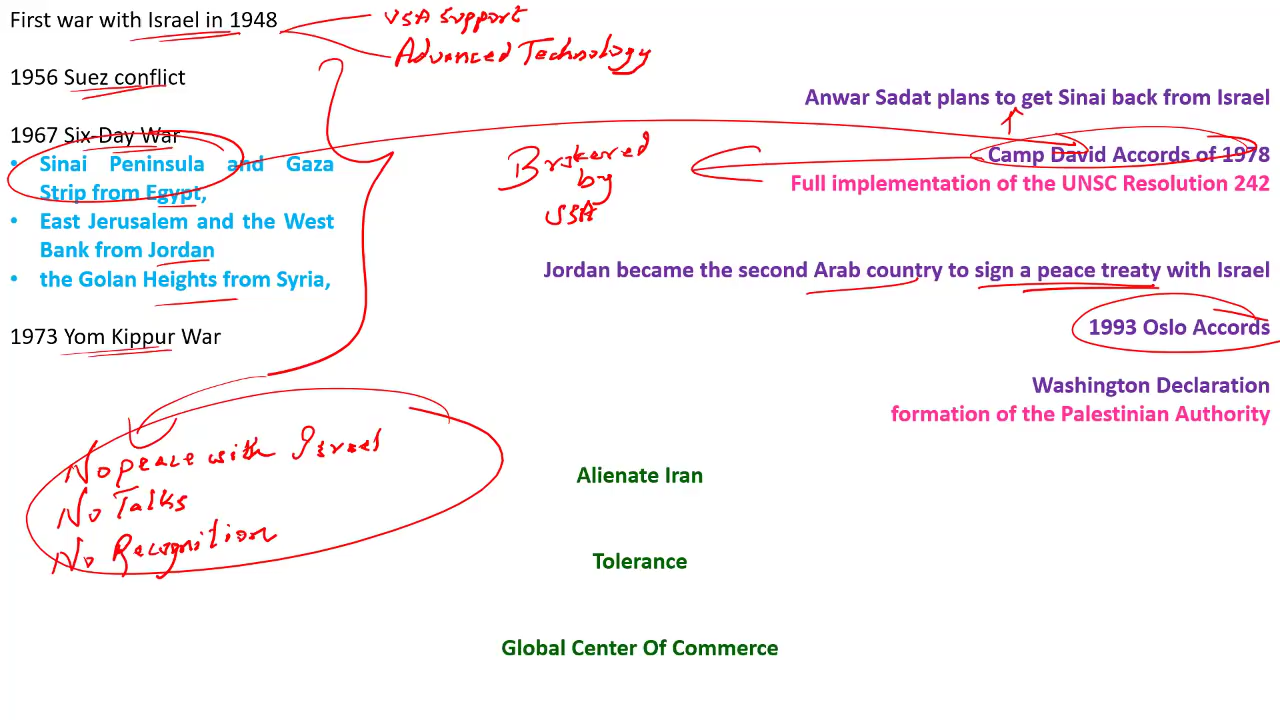 First war with Israel in 1948
USA Support
Advanced Technology
1956 Suez conflict
1967 Six-Day War
• Sinai Peninsula and Gaza
Strip from Egypt,
• East Jerusalem and the West
Bank from Jordan
• the Golan Heights from Syria,
1973 Yom Kippur War
No peace with Israel
No Talks
No Recognition
Brokered
by
USA
Anwar Sadat plans to get Sinai back from Israel
Camp David Accords of 1978
Full implementation of the UNSC Resolution 242
Jordan became the second Arab country to sign a peace treaty with Israel
1993 Oslo Accords
Washington Declaration
formation of the Palestinian Authority
Alienate Iran
Tolerance
Global Center Of Commerce